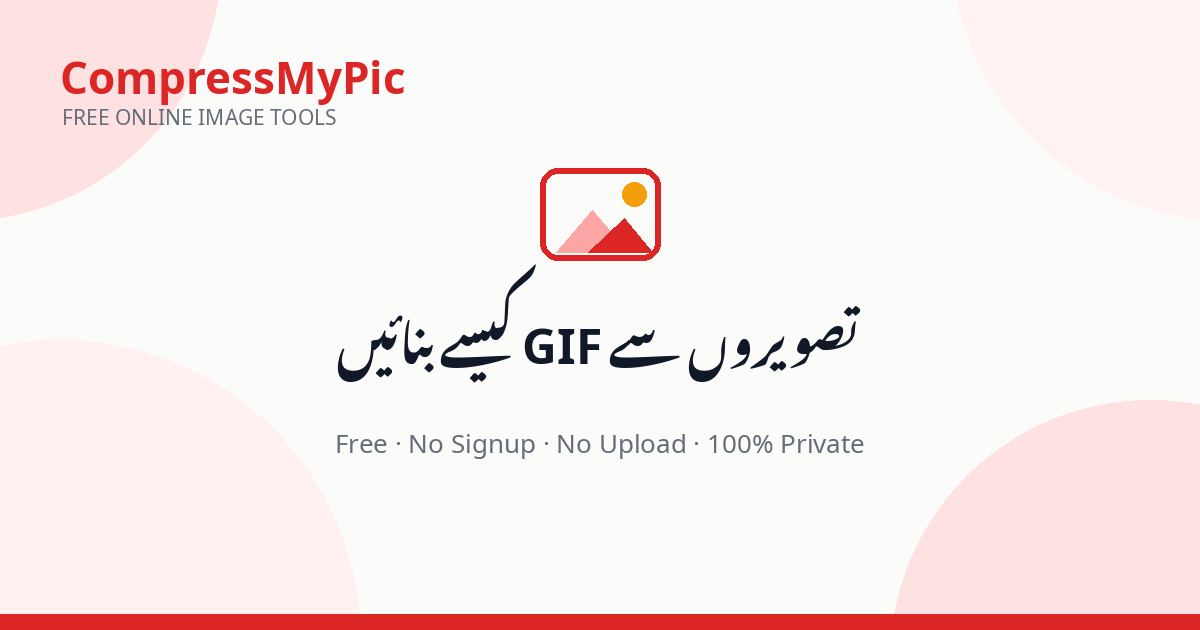 CompressMyPic
FREE ONLINE IMAGE TOOLS
تصویروں سے GIF کیسے بنائیں
Free · No Signup · No Upload · 100% Private